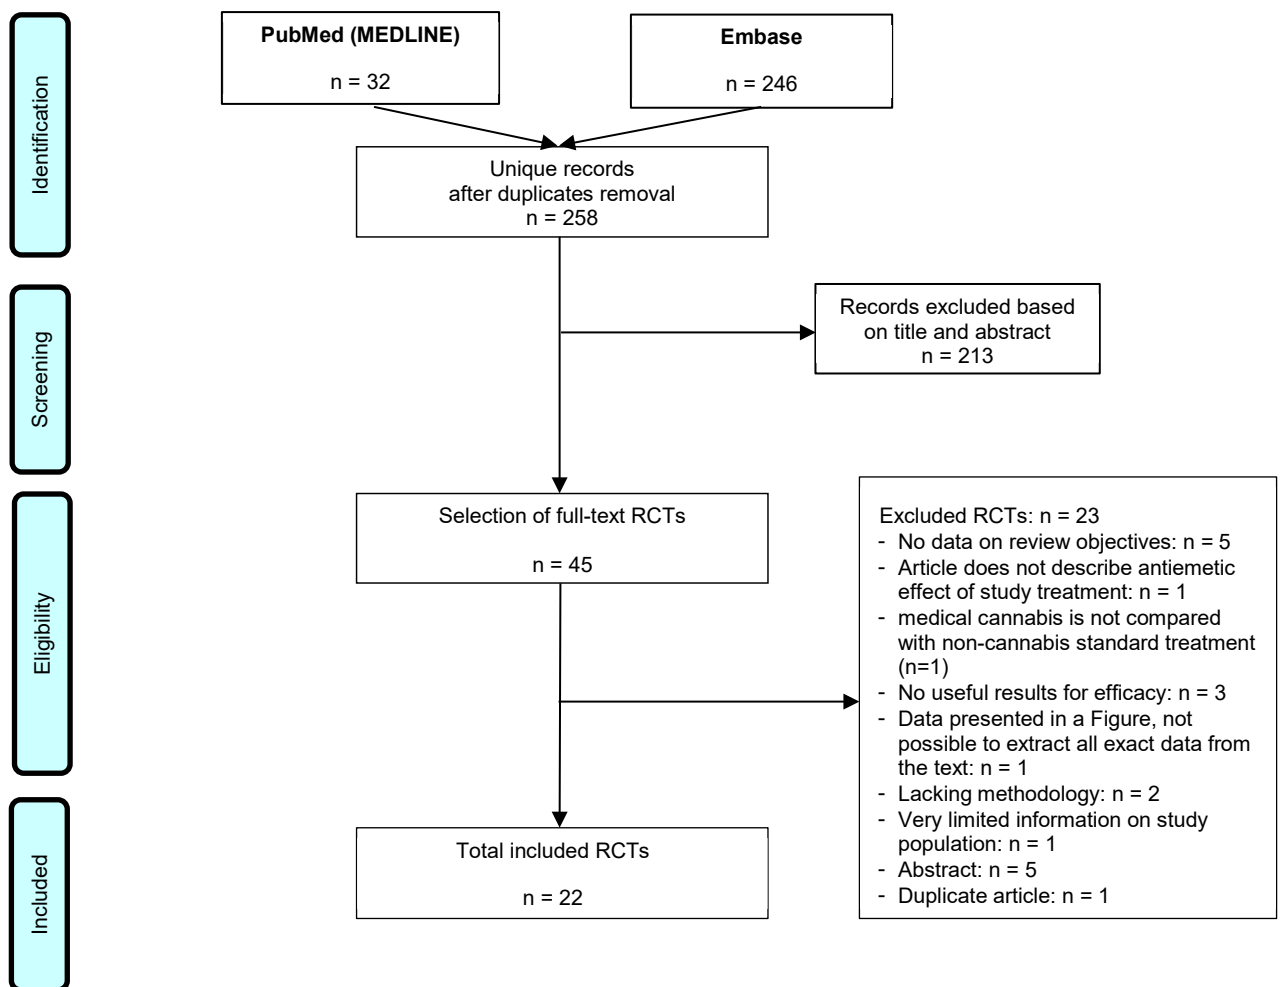 Identification
PubMed (MEDLINE)
n = 32
Embase
n = 246
Unique records
after duplicates removal
n = 258
Screening
Records excluded based
on title and abstract
n = 213
Eligibility
Selection of full-text RCTs
n = 45
Excluded RCTs: n = 23
- No data on review objectives: n = 5
- Article does not describe antiemetic
effect of study treatment: n = 1
- medical cannabis is not compared
with non-cannabis standard treatment
(n=1)
- No useful results for efficacy: n = 3
- Data presented in a Figure, not
possible to extract all exact data from
the text: n = 1
- Lacking methodology: n = 2
- Very limited information on study
population: n = 1
- Abstract: n = 5
- Duplicate article: n = 1
Included
Total included RCTs
n = 22